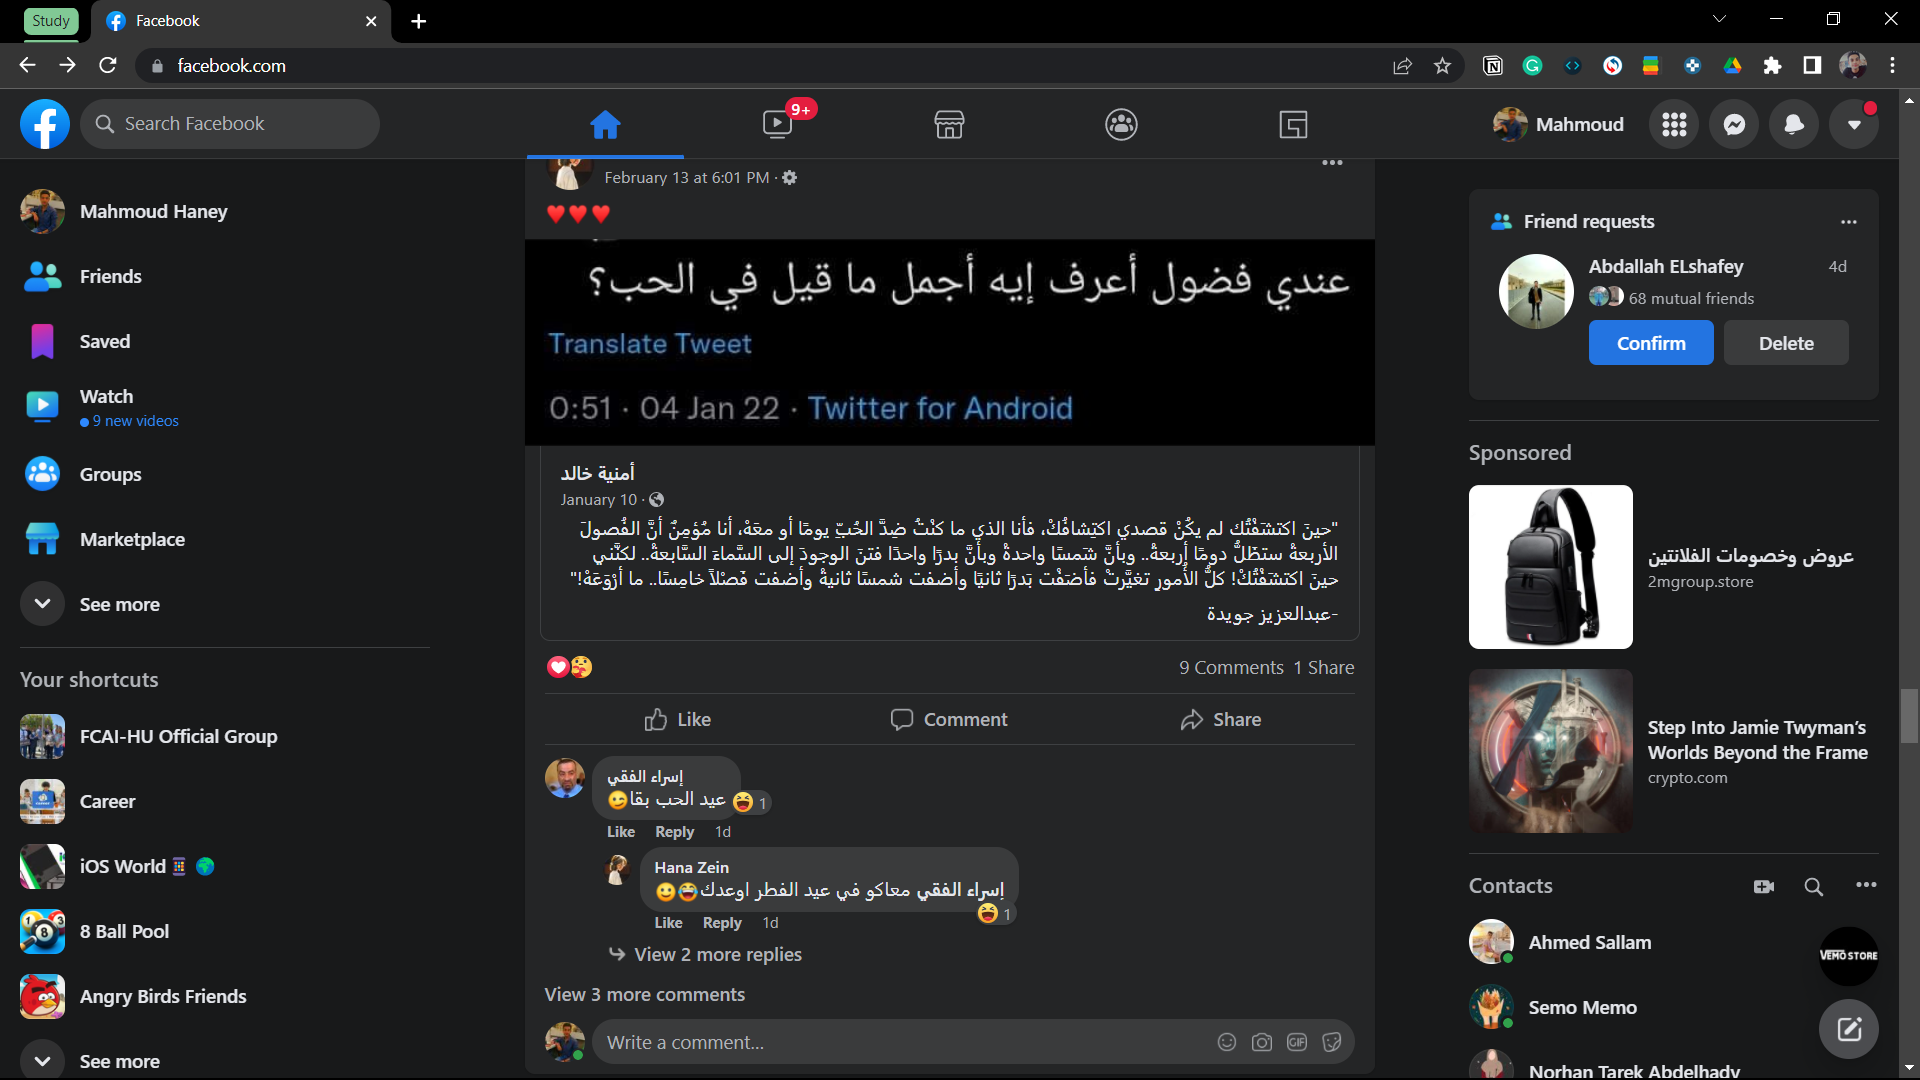 Study
Facebook
facebook.com
Search Facebook
9+
Mahmoud
Mahmoud Haney
Friends
Saved
Watch
9 new videos
Groups
Marketplace
See more
Your shortcuts
FCAI-HU Official Group
Career
iOS World
8 Ball Pool
Angry Birds Friends
See more
February 13 at 6:01 PM ·
❤️❤️❤️
عندي فضول أعرف إيه أجمل ما قيل في الحب؟
Translate Tweet
0:51 · 04 Jan 22 · Twitter for Android
أمنية خالد
January 10 ·
"حينَ اكتشَفْتُك لم يكُنْ قصدي اكتِشافُكْ، فأنا الذي ما كنْتُ ضِدَّ الحُبِّ يومًا أو معَهْ، أنا مُؤمِنٌ أنَّ الفُصولَ
الأربعةْ ستظَلُّ دومًا أربعةْ.. وبأنَّ شمسًا واحدةْ وبأنَّ بدرًا واحدًا فتنَ الوجودَ إلى السَّماءَ السَّابعةْ.. لكنَّني
حينَ اكتشَفْتُكْ! كلُّ الأُمورِ تغيَّرتْ فأضَفْت بَدرًا ثانيًا وأضفت شمسًا ثانيةْ وأضفت فَصْلاً خامِسًا.. ما أرْوَعَهْ!"
-عبدالعزيز جويدة
9 Comments 1 Share
Like
Comment
Share
إسراء الفقي
عيد الحب بقا😉
1
Like Reply 1d
Hana Zein
إسراء الفقي معاكو في عيد الفطر اوعدك😂🙂
1
Like Reply 1d
View 2 more replies
View 3 more comments
Write a comment...
GIF
Friend requests
Abdallah ELshafey
4d
68 mutual friends
Confirm
Delete
Sponsored
عروض وخصومات الفلانتين
2mgroup.store
Step Into Jamie Twyman's
Worlds Beyond the Frame
crypto.com
Contacts
Ahmed Sallam
VEMO STORE
Semo Memo
Norhan Tarek Abdelhady